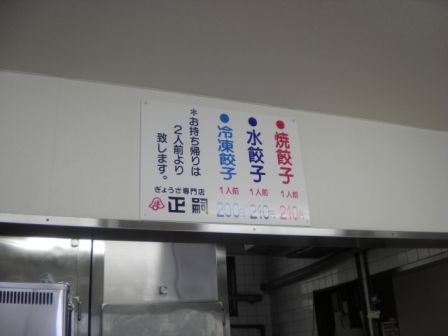 ●焼餃子 1人前 210円
●水餃子 1人前 210円
●冷凍餃子 1人前 200円
＊お持ち帰りは
２人前より
致します。
ぎょうざ専門店
正嗣